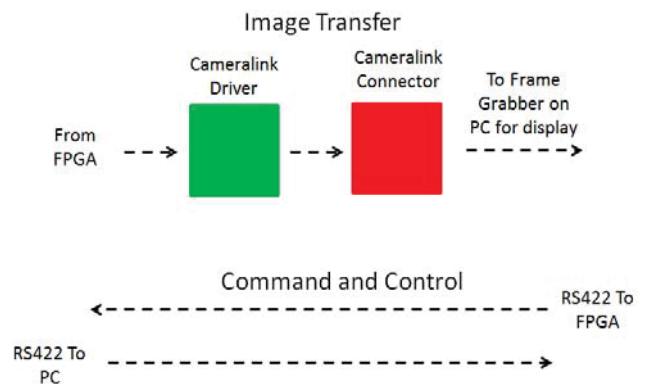 Image Transfer
Cameralink
Driver
Cameralink
Connector
To Frame
Grabber on
PC for display
From
FPGA
Command and Control
RS422 To
FPGA
RS422 To
PC